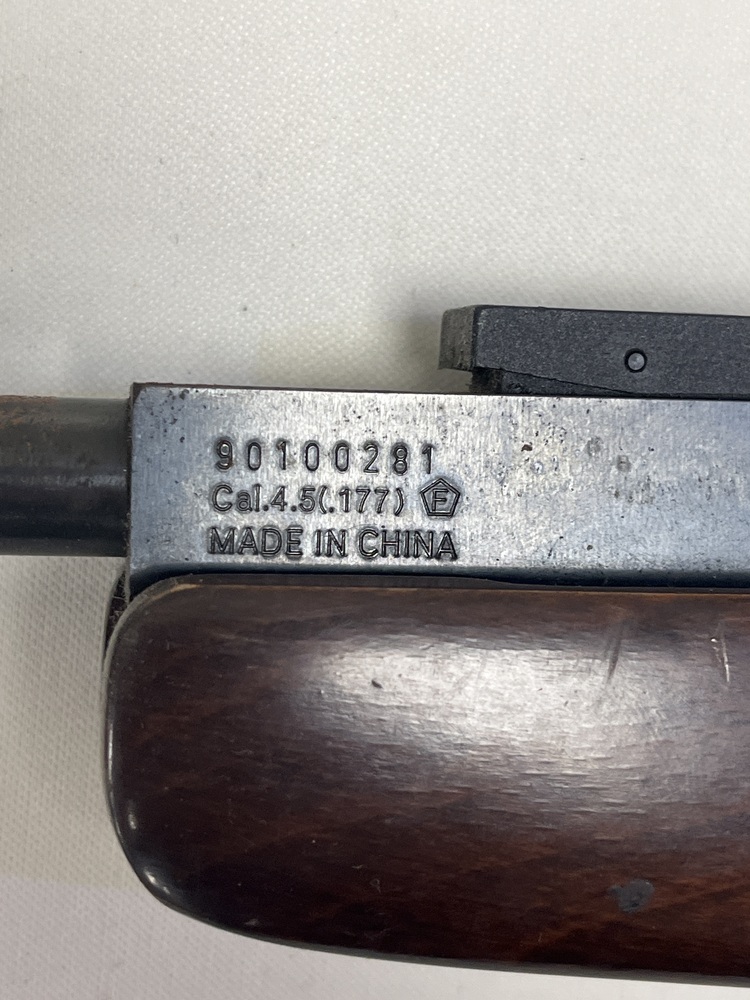 90100281
Cal.4.5(.177) F
MADE IN CHINA